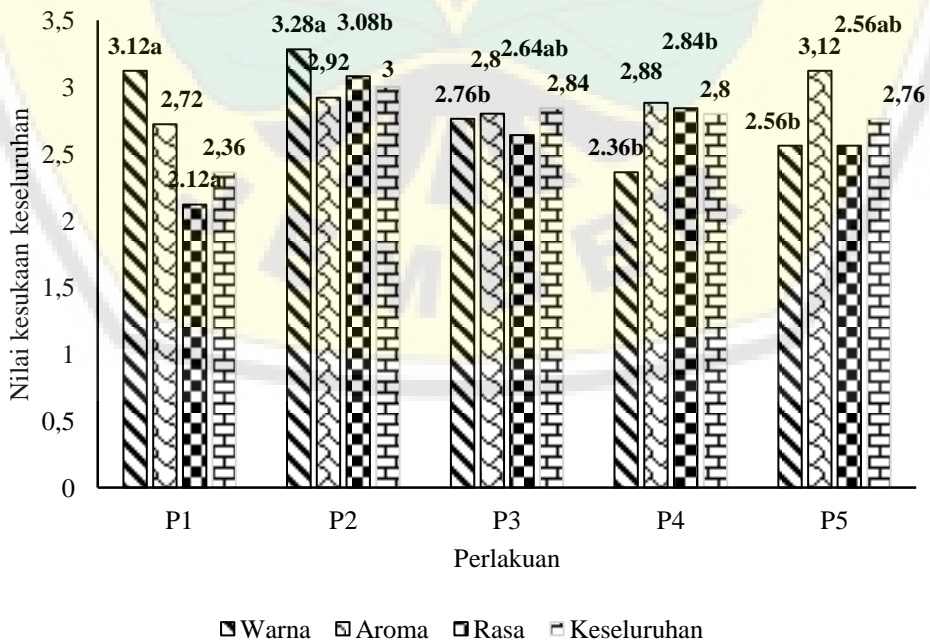 Nilai kesukaan keseluruhan
3,5
3
2,5
2
1,5
1
0,5
0
3.12a
2,72
2.12a
2,36
3.28a
2,92
3.08b
3
2.76b
2,8
2.64ab
2,84
2.36b
2,88
2.84b
2,8
2.56b
3,12
2.56ab
2,76
P1 P2 P3 P4 P5
Perlakuan
Warna Aroma Rasa Keseluruhan